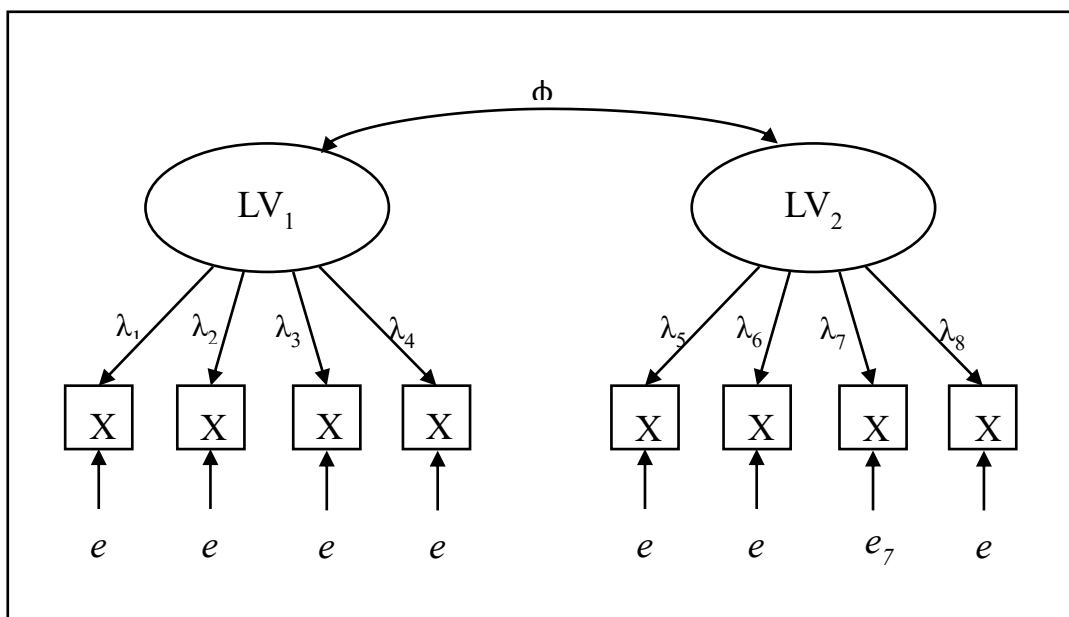 ϕ
LV₁ LV₂
λ₁ λ₂ λ₃ λ₄ λ₅ λ₆ λ₇ λ₈
X X X X X X X X
e e e e e e e₇ e